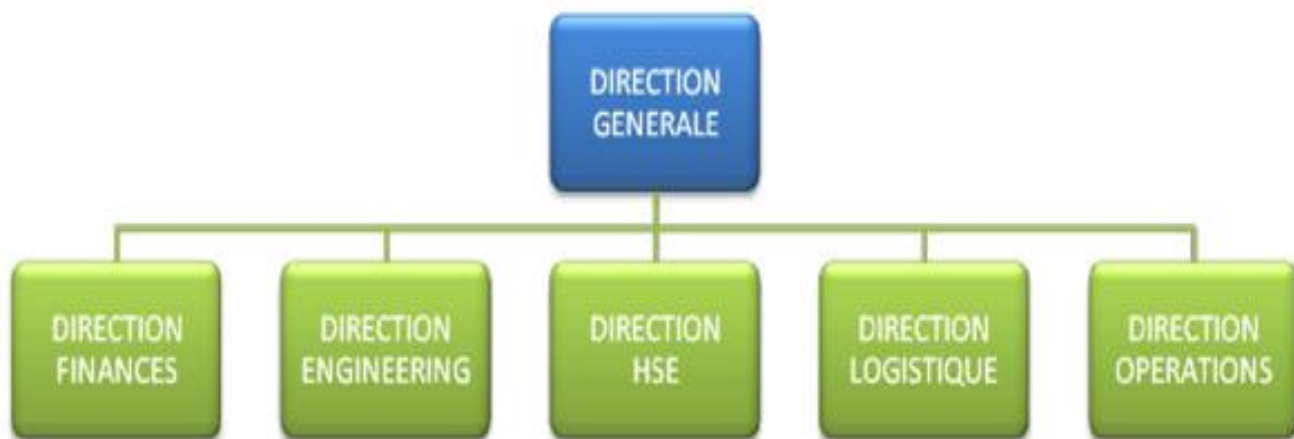 DIRECTION
GENERALE
DIRECTION
FINANCES
DIRECTION
ENGINEERING
DIRECTION
HSE
DIRECTION
LOGISTIQUE
DIRECTION
OPERATIONS